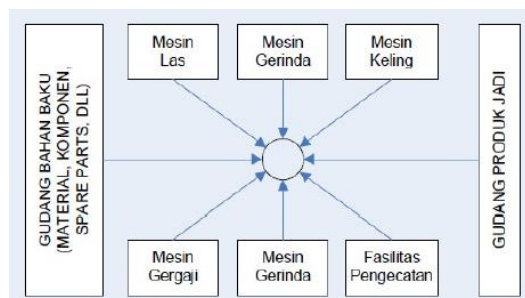 GUDANG BAHAN BAKU
(MATERIAL, KOMPONEN,
SPARE PARTS, DLL)
Mesin
Las
Mesin
Gerinda
Mesin
Keling
Mesin
Gergaji
Mesin
Gerinda
Fasilitas
Pengecatan
GUDANG PRODUK JADI